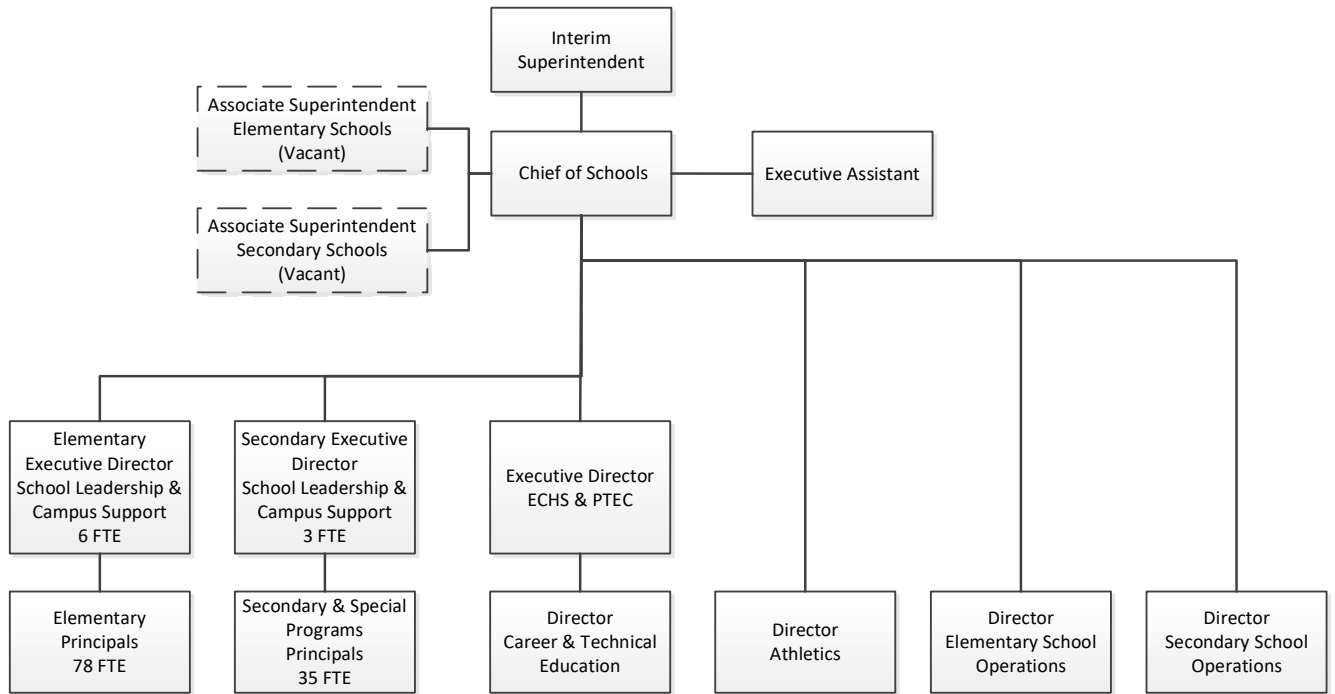 Interim
Superintendent
Associate Superintendent
Elementary Schools
(Vacant)
Chief of Schools
Executive Assistant
Associate Superintendent
Secondary Schools
(Vacant)
Elementary
Executive Director
School Leadership &
Campus Support
6 FTE
Secondary Executive
Director
School Leadership &
Campus Support
3 FTE
Executive Director
ECHS & PTEC
Elementary
Principals
78 FTE
Secondary & Special
Programs
Principals
35 FTE
Director
Career & Technical
Education
Director
Athletics
Director
Elementary School
Operations
Director
Secondary School
Operations